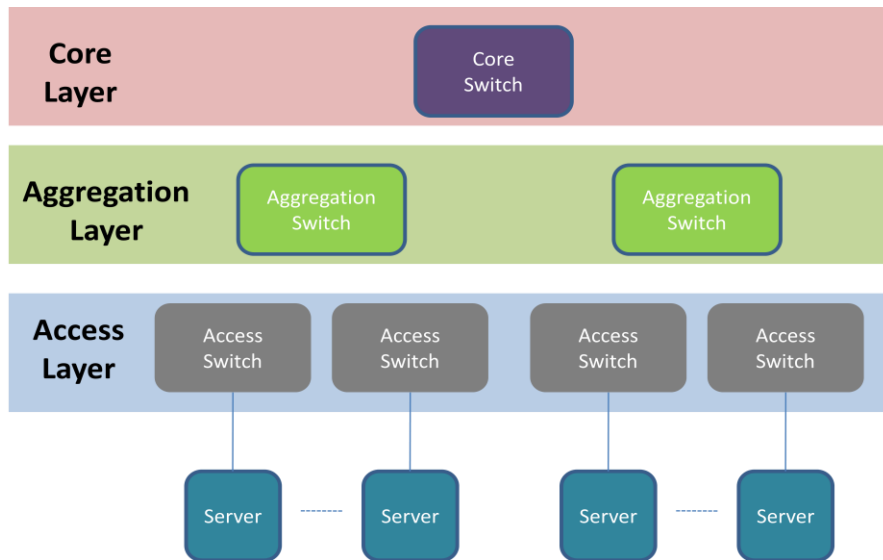 Core
Layer
Core
Switch
Aggregation
Layer
Aggregation
Switch
Aggregation
Switch
Access
Layer
Access
Switch
Access
Switch
Access
Switch
Access
Switch
Server
Server
Server
Server